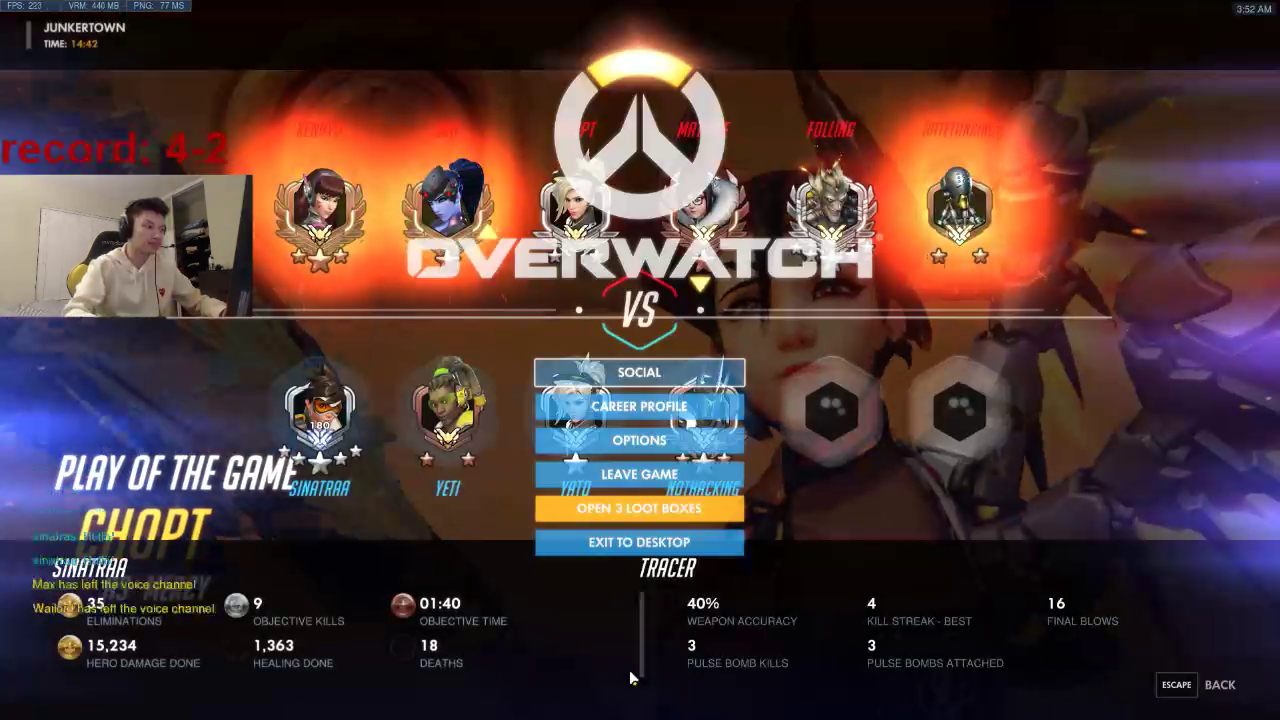 FPS: 223 VRM: 440 MB PNG: 77 MS
3:52 AM
JUNKERTOWN
TIME: 14:42
FOLLING
record: 4-2
OVERWATCH
VS
SOCIAL
CAREER PROFILE
OPTIONS
LEAVE GAME
OPEN 3 LOOT BOXES
EXIT TO DESKTOP
180
SINATRAA
YETI
YATO
NOTHACKING
PLAY OF THE GAME
CHOPT
AS MERCY
SINATRAA
TRACER
Max has left the voice channel
Wailord has left the voice channel
35
ELIMINATIONS
9
OBJECTIVE KILLS
01:40
OBJECTIVE TIME
40%
WEAPON ACCURACY
4
KILL STREAK - BEST
16
FINAL BLOWS
15,234
HERO DAMAGE DONE
1,363
HEALING DONE
18
DEATHS
3
PULSE BOMB KILLS
3
PULSE BOMBS ATTACHED
ESCAPE BACK